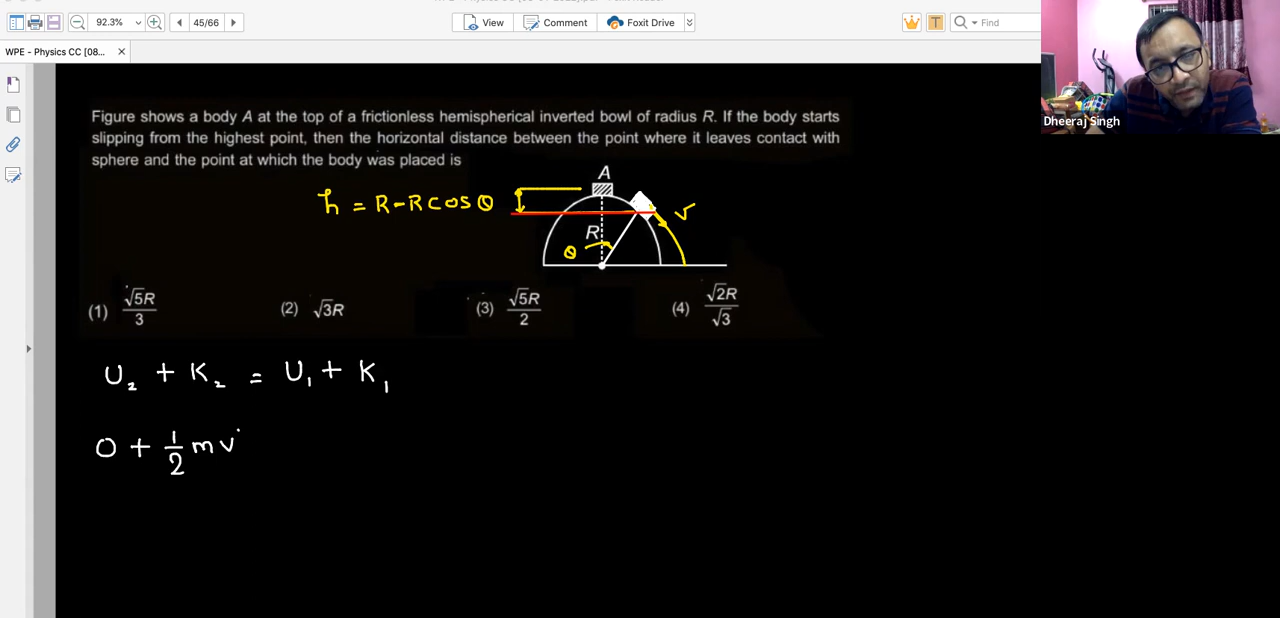 92.3%
45/66
View
Comment
Foxit Drive
Find
WPE - Physics CC [08...
Dheeraj Singh
Figure shows a body A at the top of a frictionless hemispherical inverted bowl of radius R. If the body starts
slipping from the highest point, then the horizontal distance between the point where it leaves contact with
sphere and the point at which the body was placed is
A
h = R - R cos θ
v
R
θ
(1) √5R/3 (2) √3R (3) √5R/2 (4) √2R/√3
U₂ + K₂ = U₁ + K₁
0 + 1/2 mv